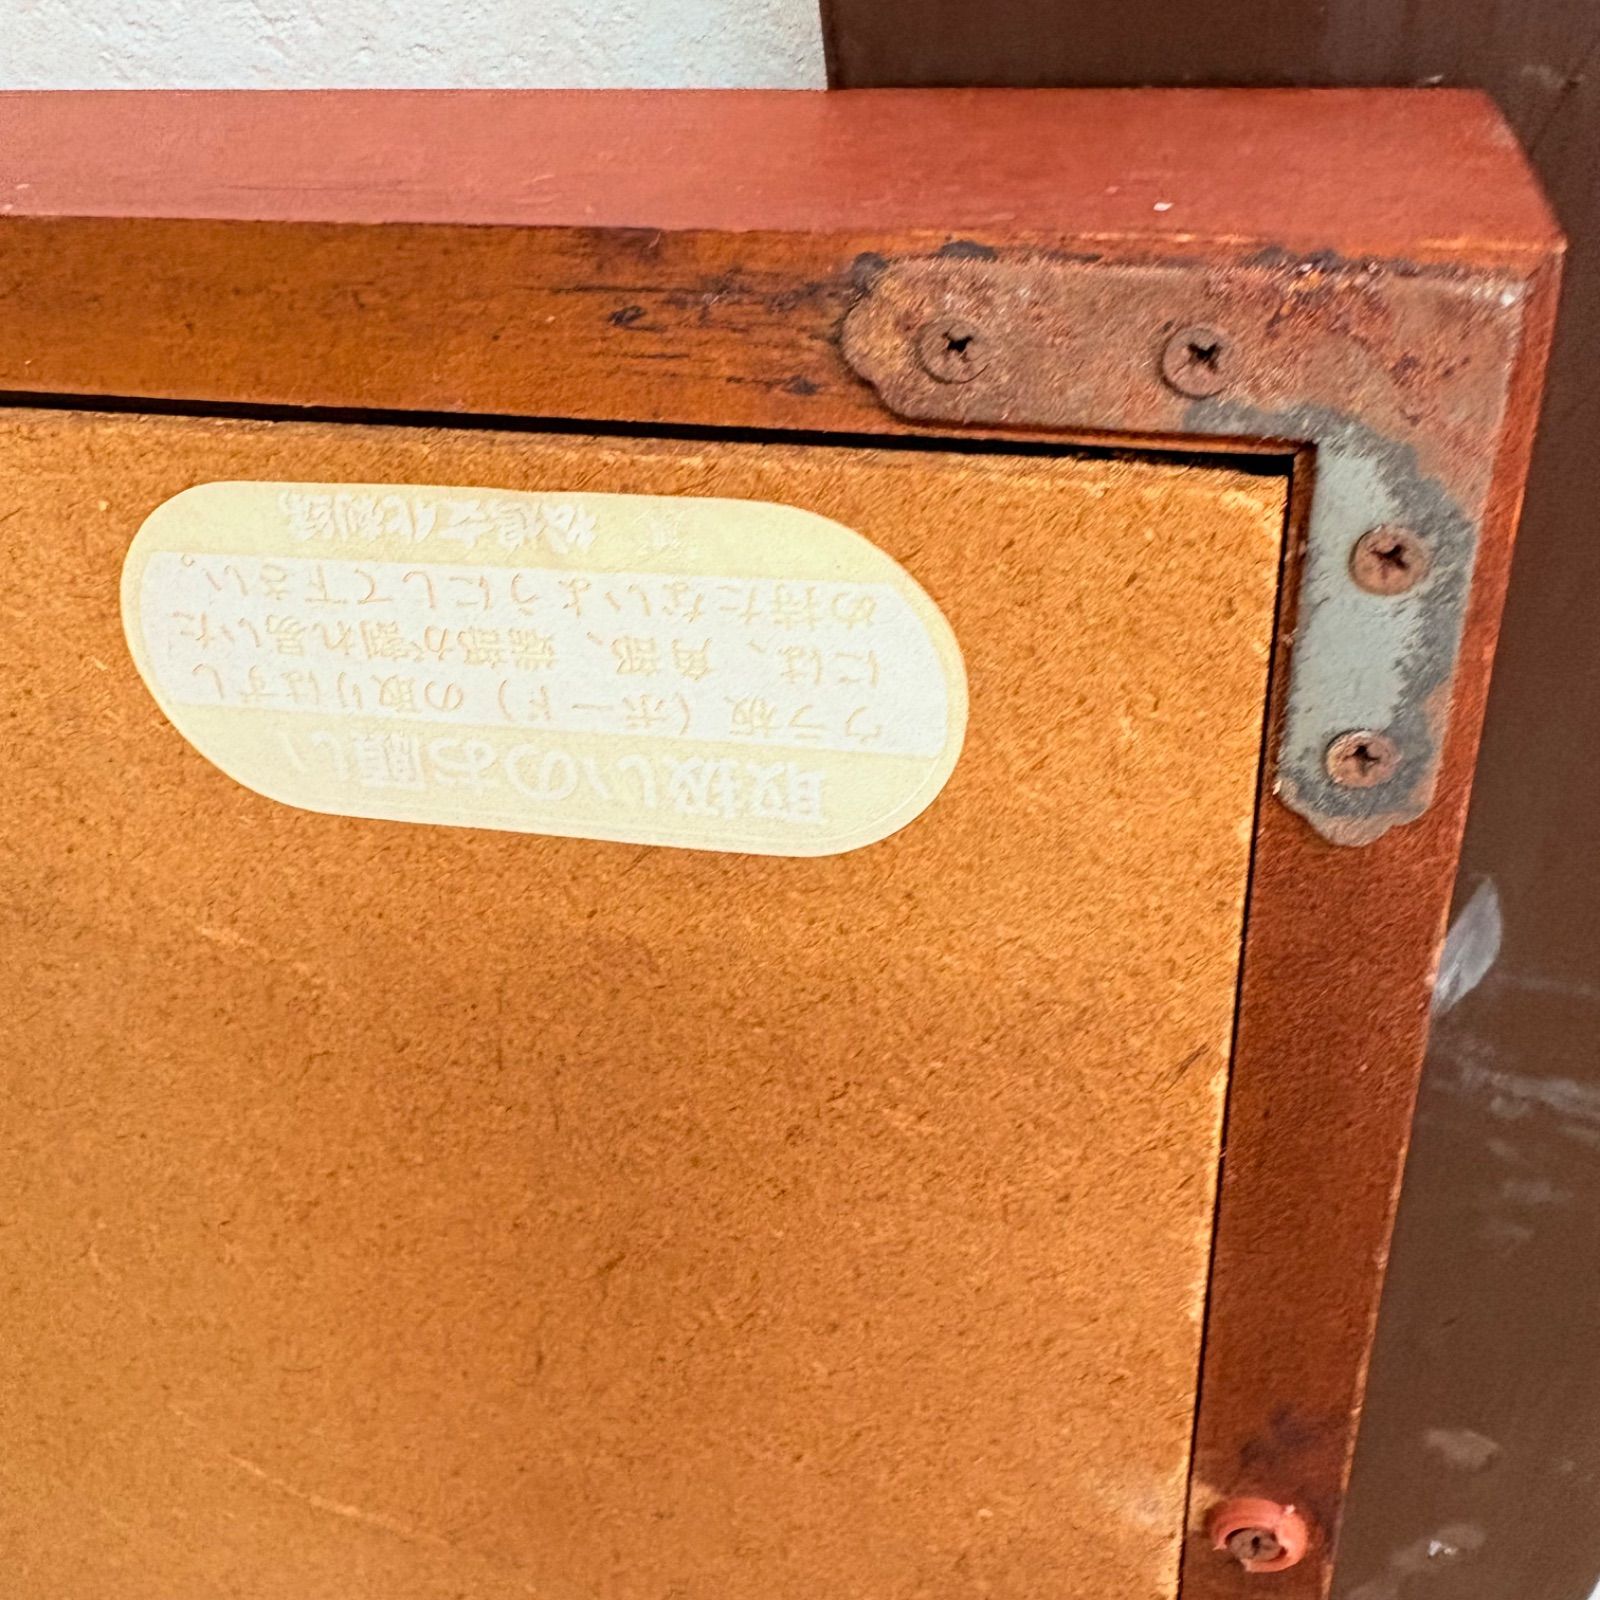 取扱いのお願い
ウラ板(ボード)の取りはずし
には、角部、端部が割れ易いた
め持たないようにして下さい。